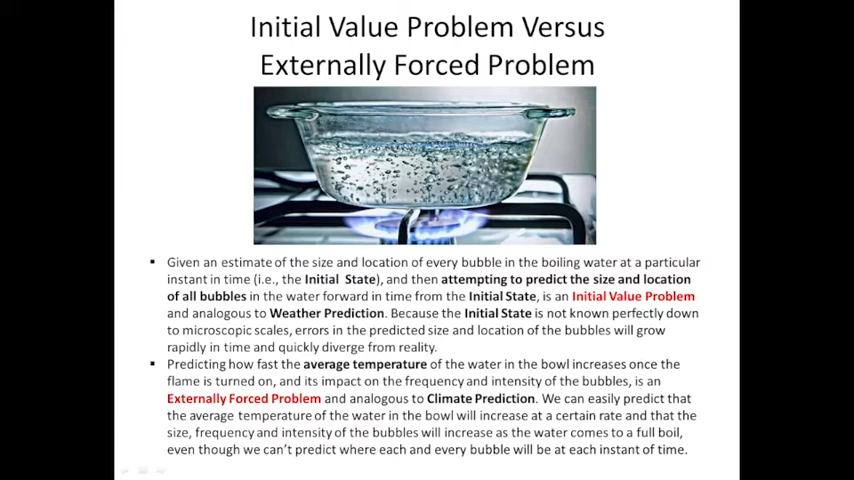 Initial Value Problem Versus
Externally Forced Problem
▪ Given an estimate of the size and location of every bubble in the boiling water at a particular
instant in time (i.e., the Initial State), and then attempting to predict the size and location
of all bubbles in the water forward in time from the Initial State, is an Initial Value Problem
and analogous to Weather Prediction. Because the Initial State is not known perfectly down
to microscopic scales, errors in the predicted size and location of the bubbles will grow
rapidly in time and quickly diverge from reality.
▪ Predicting how fast the average temperature of the water in the bowl increases once the
flame is turned on, and its impact on the frequency and intensity of the bubbles, is an
Externally Forced Problem and analogous to Climate Prediction. We can easily predict that
the average temperature of the water in the bowl will increase at a certain rate and that the
size, frequency and intensity of the bubbles will increase as the water comes to a full boil,
even though we can't predict where each and every bubble will be at each instant of time.